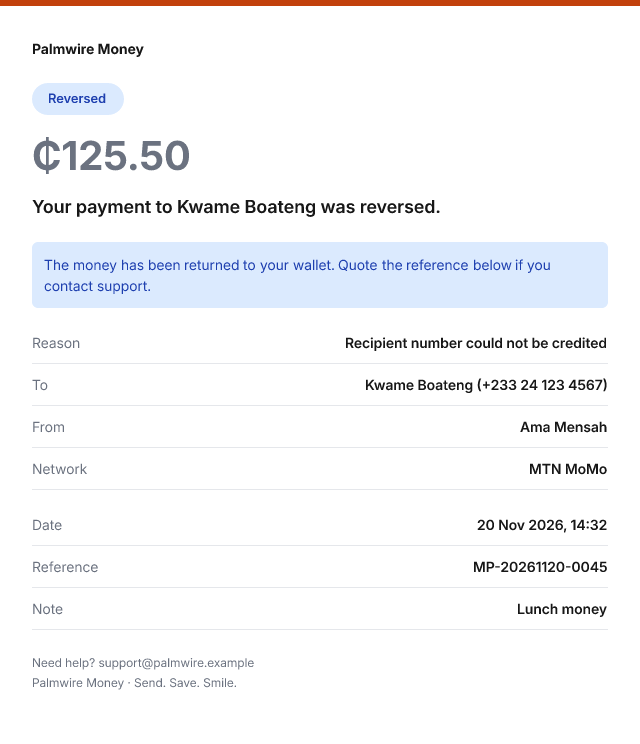 Palmwire Money
Reversed
₵125.50
Your payment to Kwame Boateng was reversed.
The money has been returned to your wallet. Quote the reference below if you
contact support.
Reason Recipient number could not be credited
To Kwame Boateng (+233 24 123 4567)
From Ama Mensah
Network MTN MoMo
Date 20 Nov 2026, 14:32
Reference MP-20261120-0045
Note Lunch money
Need help? support@palmwire.example
Palmwire Money · Send. Save. Smile.